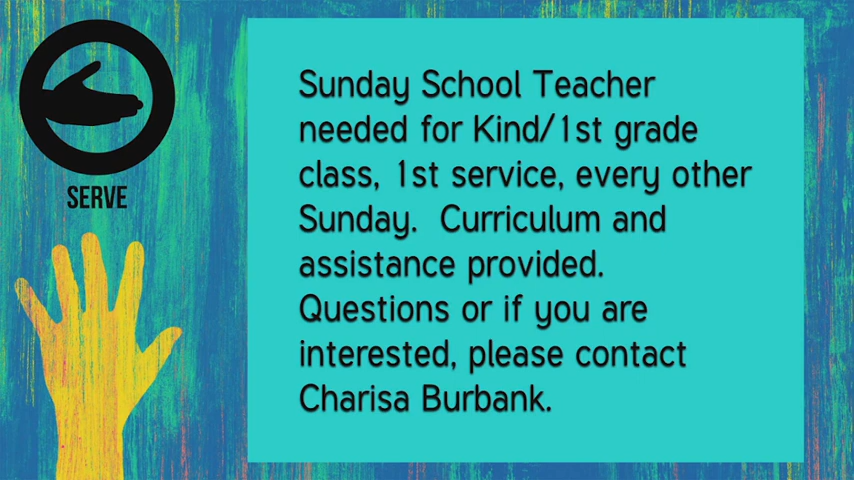 SERVE
Sunday School Teacher
needed for Kind/1st grade
class, 1st service, every other
Sunday. Curriculum and
assistance provided.
Questions or if you are
interested, please contact
Charisa Burbank.